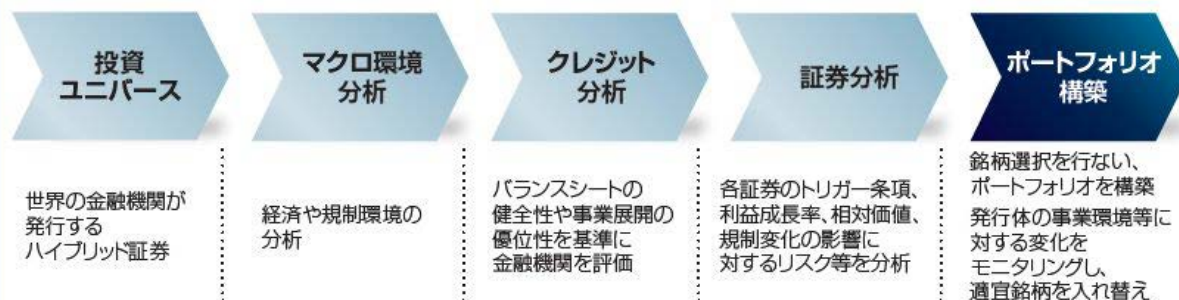 投資
ユニバース
世界の金融機関が
発行する
ハイブリッド証券
マクロ環境
分析
経済や規制環境の
分析
クレジット
分析
バランスシートの
健全性や事業展開の
優位性を基準に
金融機関を評価
証券分析
各証券のトリガー条項、
利益成長率、相対価値、
規制変化の影響に
対するリスク等を分析
ポートフォリオ
構築
銘柄選択を行ない、
ポートフォリオを構築
発行体の事業環境等に
対する変化を
モニタリングし、
適宜銘柄を入れ替え